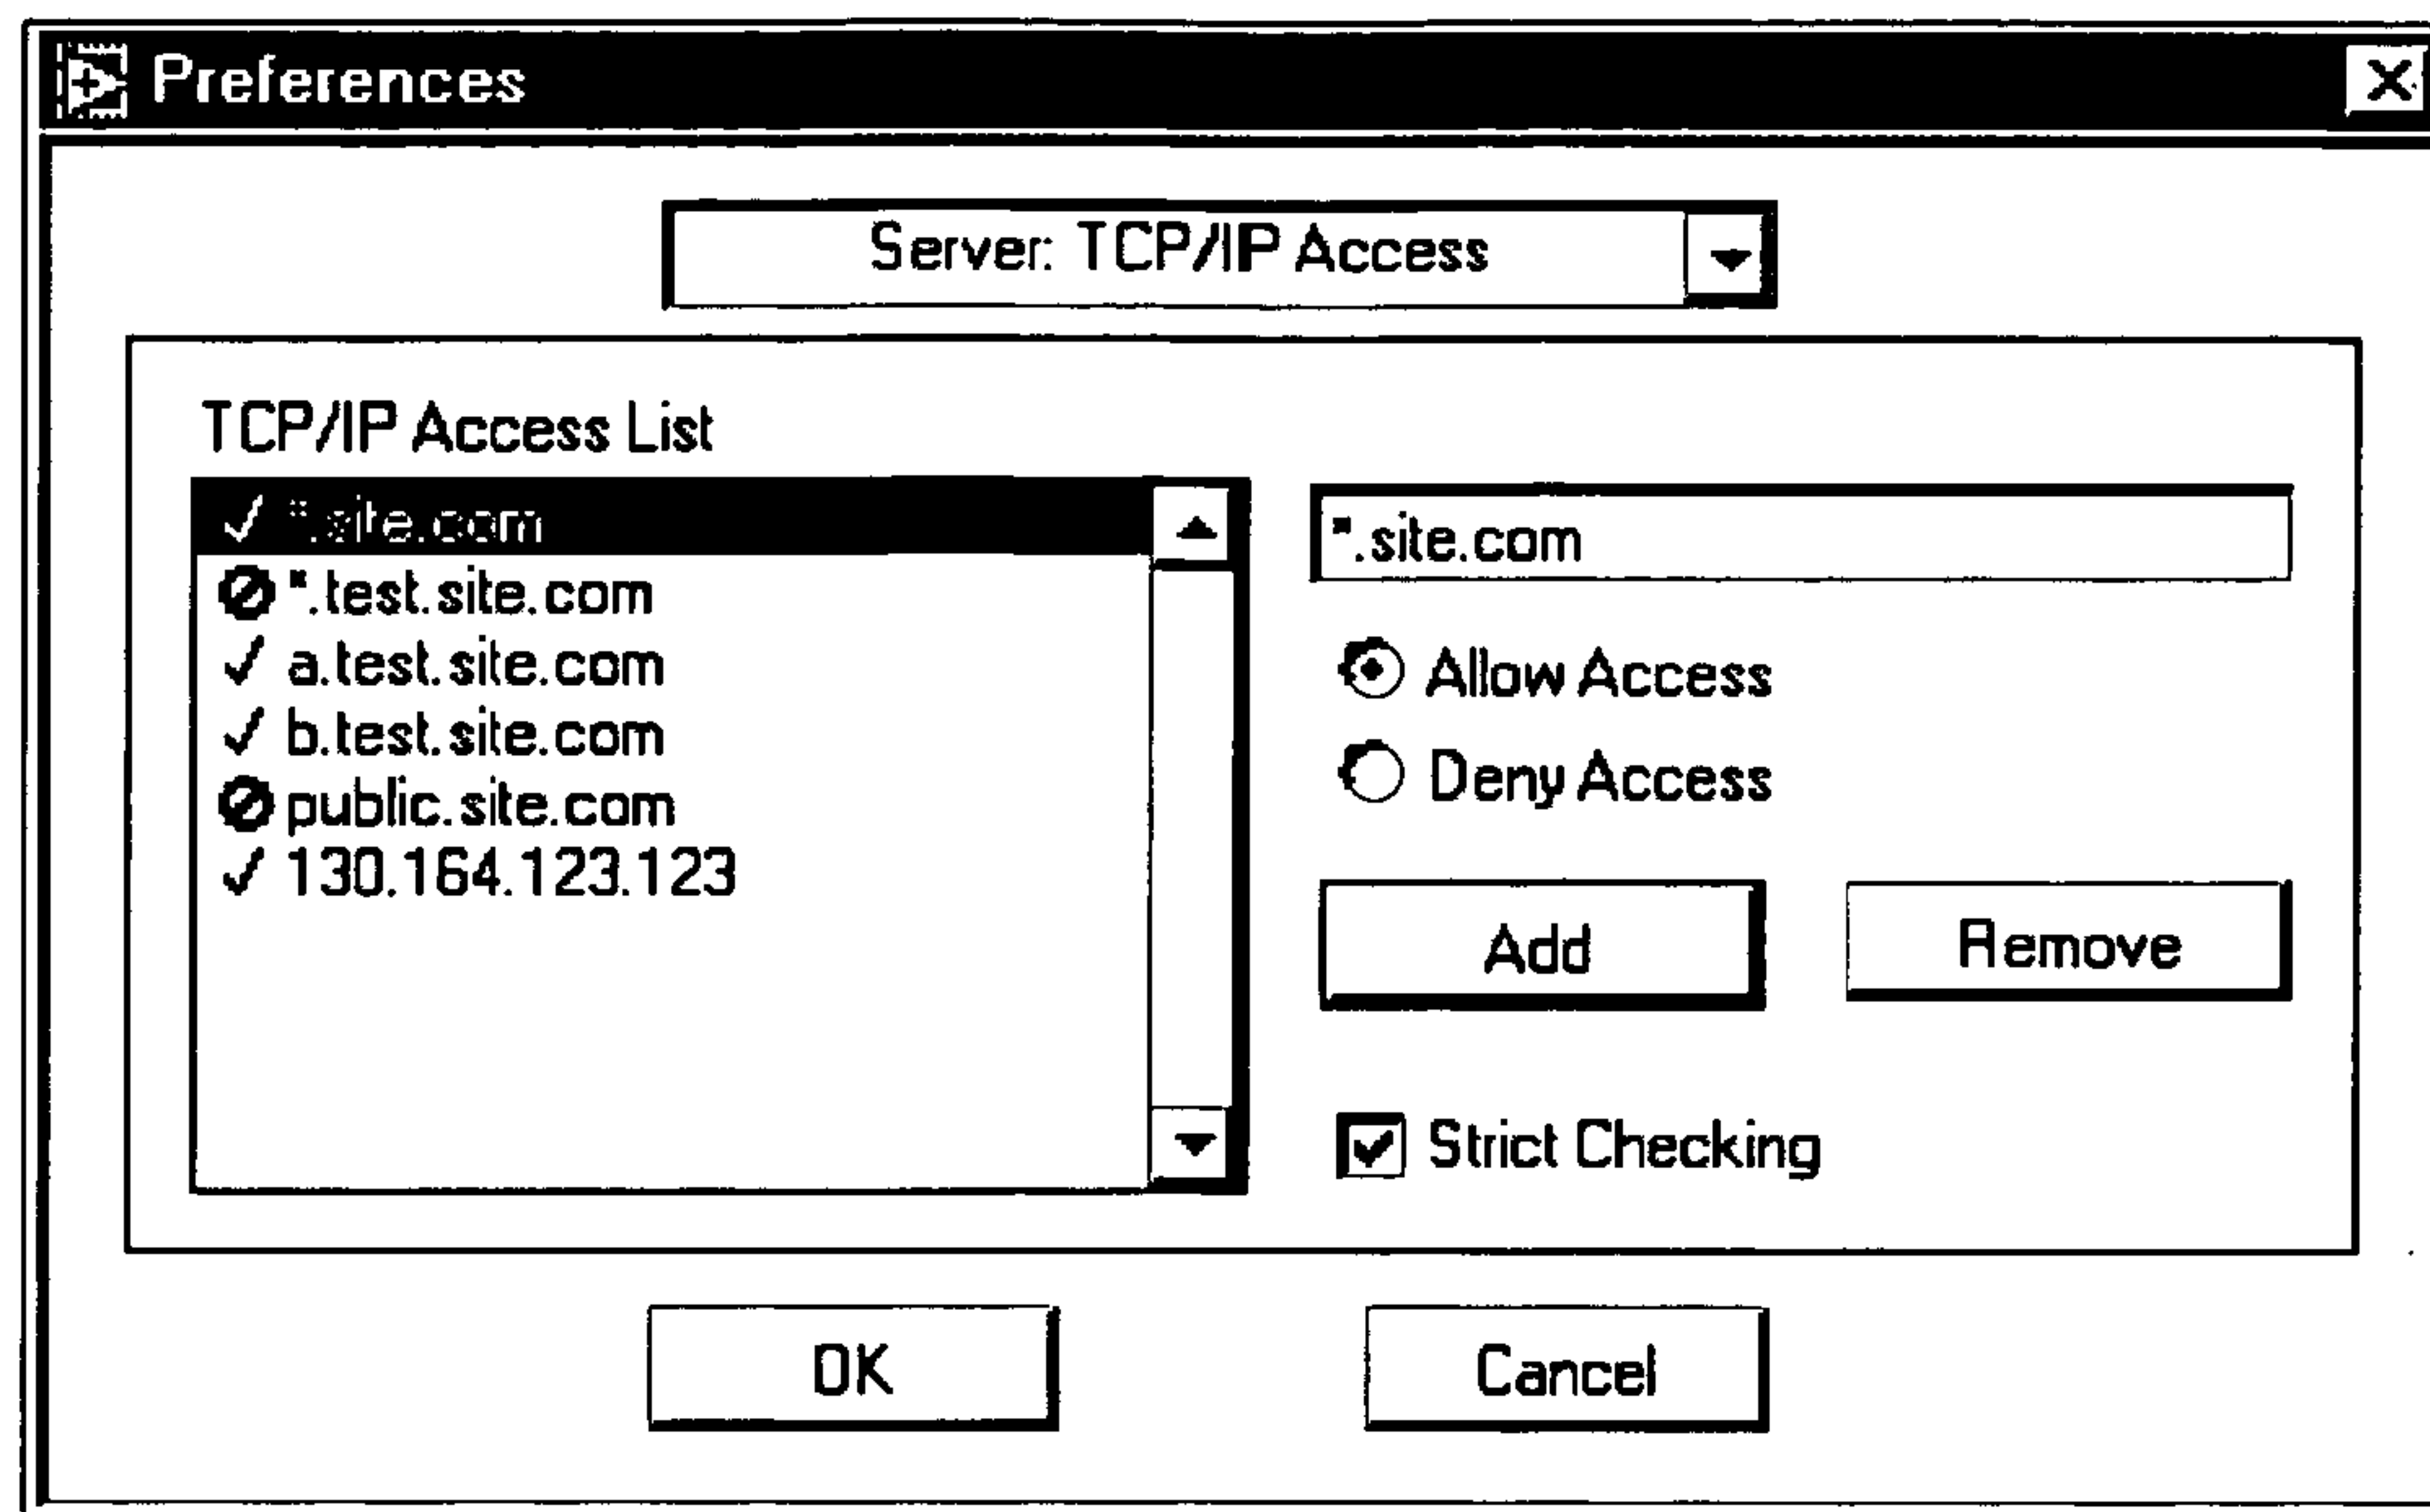 Preferences
Server: TCP/IP Access
TCP/IP Access List
*.site.com
*.test.site.com
a.test.site.com
b.test.site.com
public.site.com
130.164.123.123
*.site.com
Allow Access
Deny Access
Add Remove
Strict Checking
OK Cancel